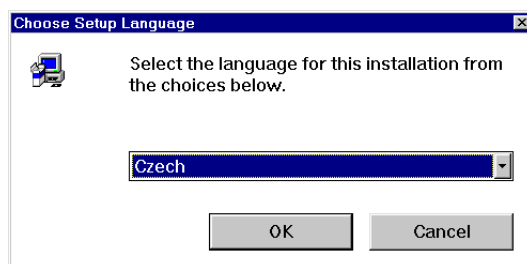 Choose Setup Language
Select the language for this installation from
the choices below.
Czech
OK
Cancel